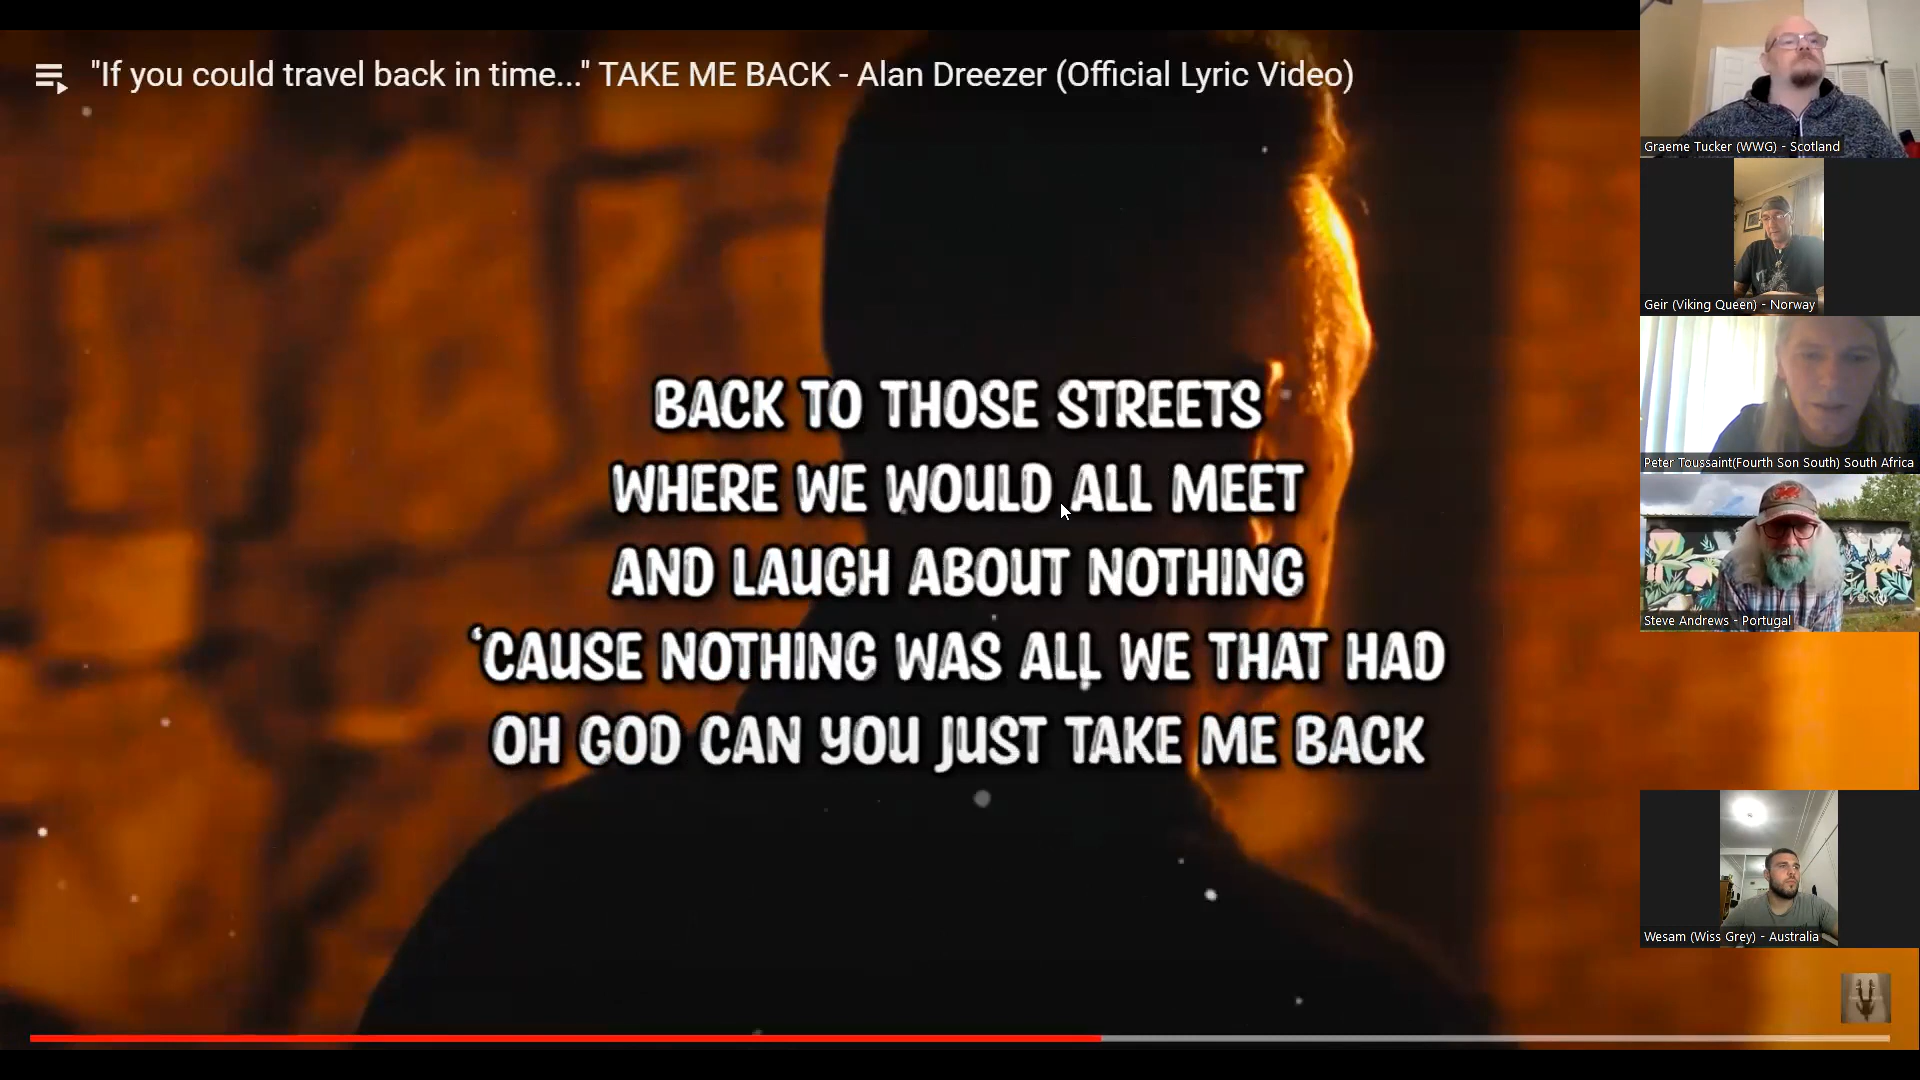 "If you could travel back in time..." TAKE ME BACK - Alan Dreezer (Official Lyric Video)
BACK TO THOSE STREETS
WHERE WE WOULD ALL MEET
AND LAUGH ABOUT NOTHING
‘CAUSE NOTHING WAS ALL WE THAT HAD
OH GOD CAN YOU JUST TAKE ME BACK
Graeme Tucker (WWG) - Scotland
Geir (Viking Queen) - Norway
Peter Toussaint(Fourth Son South) South Africa
Steve Andrews - Portugal
Wesam (Wiss Grey) - Australia